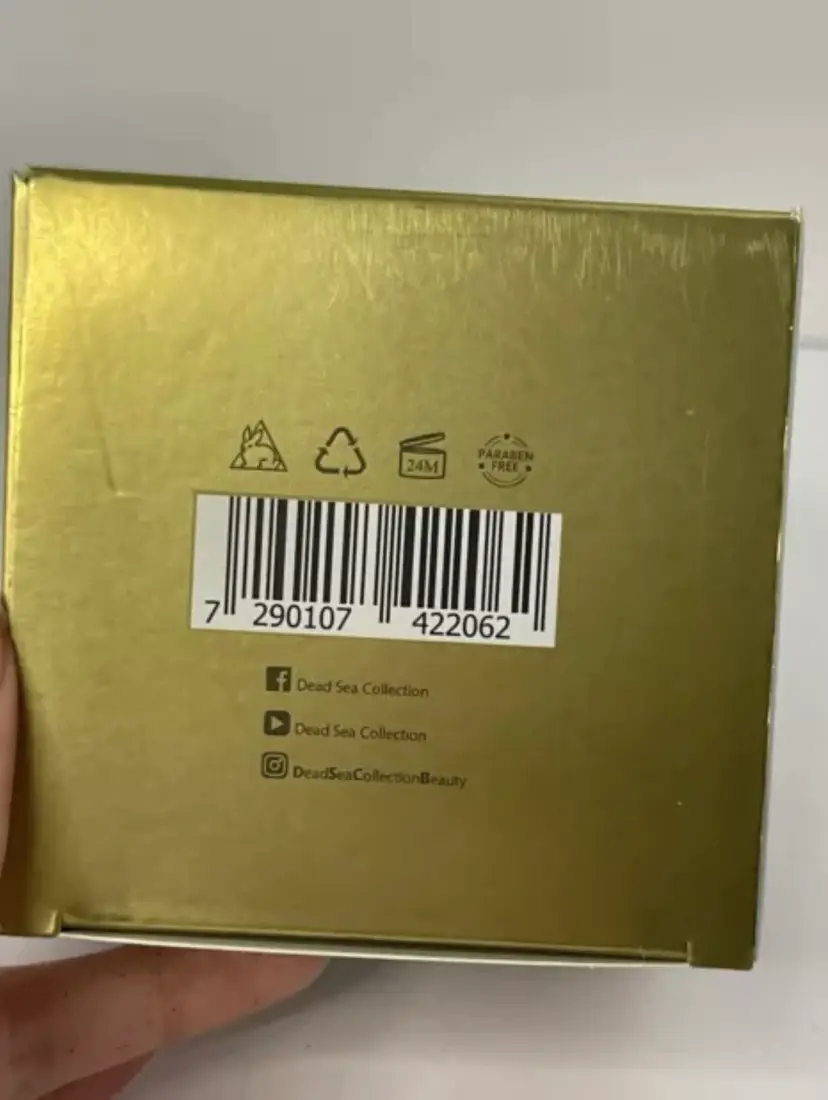 24M
PARABEN
FREE
7 290107 422062
Dead Sea Collection
Dead Sea Collection
DeadSeaCollectionBeauty